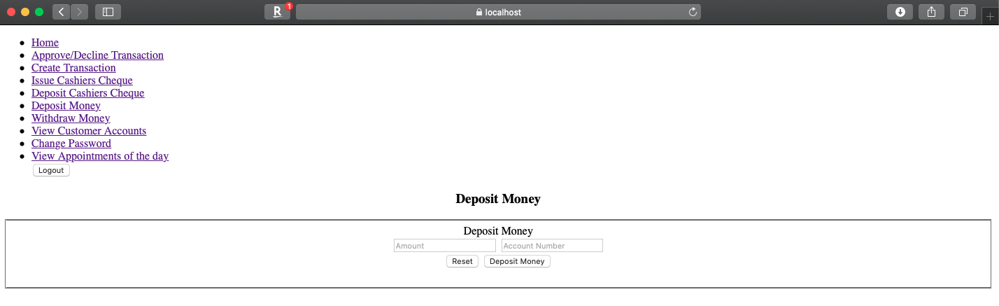 R 1 localhost
Home
Approve/Decline Transaction
Create Transaction
Issue Cashiers Cheque
Deposit Cashiers Cheque
Deposit Money
Withdraw Money
View Customer Accounts
Change Password
View Appointments of the day
Logout
Deposit Money
Deposit Money
Amount Account Number
Reset Deposit Money